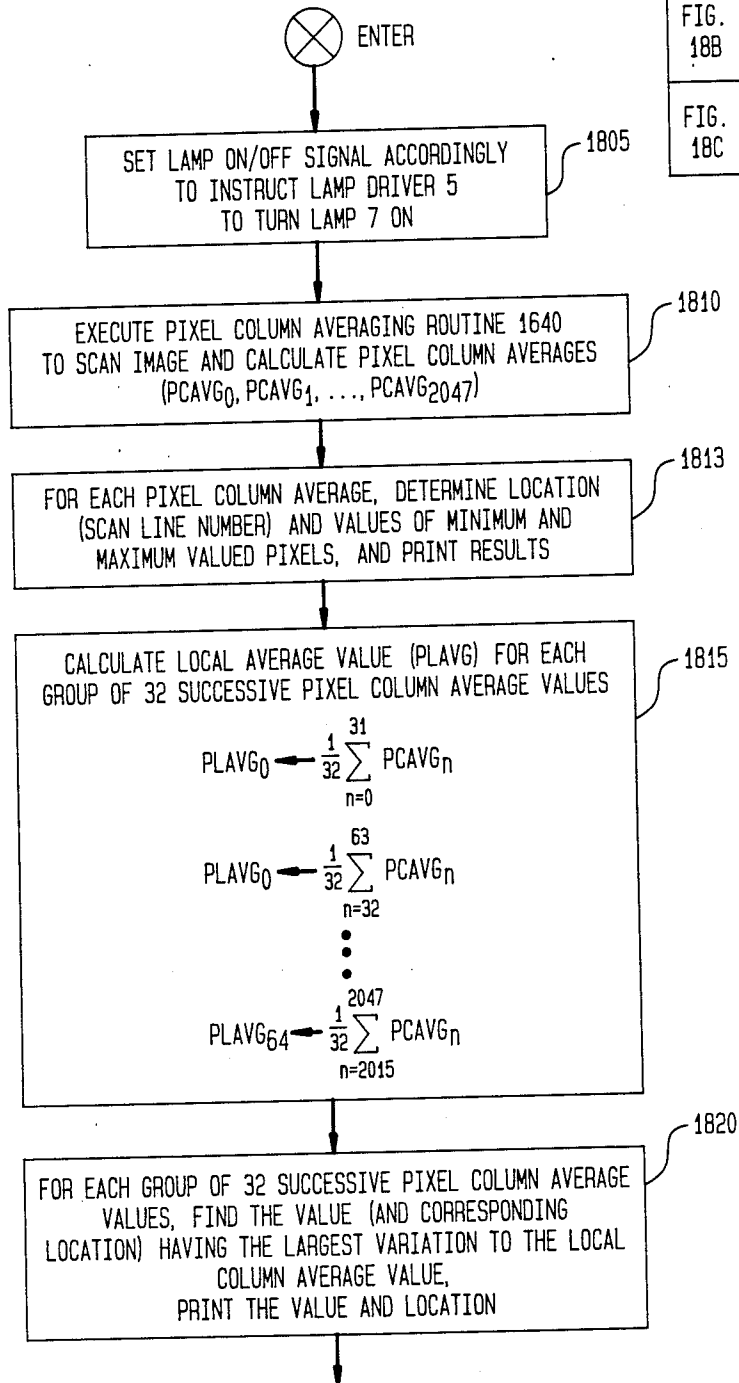 ENTER
FIG.
18B
FIG.
18C
SET LAMP ON/OFF SIGNAL ACCORDINGLY
TO INSTRUCT LAMP DRIVER 5
TO TURN LAMP 7 ON
1805
EXECUTE PIXEL COLUMN AVERAGING ROUTINE 1640
TO SCAN IMAGE AND CALCULATE PIXEL COLUMN AVERAGES
(PCAVG₀, PCAVG₁, ..., PCAVG₂₀₄₇)
1810
FOR EACH PIXEL COLUMN AVERAGE, DETERMINE LOCATION
(SCAN LINE NUMBER) AND VALUES OF MINIMUM AND
MAXIMUM VALUED PIXELS, AND PRINT RESULTS
1813
CALCULATE LOCAL AVERAGE VALUE (PLAVG) FOR EACH
GROUP OF 32 SUCCESSIVE PIXEL COLUMN AVERAGE VALUES
1815
31
PLAVG₀ ← 1/32 ∑ PCAVGₙ
n=0
63
PLAVG₀ ← 1/32 ∑ PCAVGₙ
n=32
2047
PLAVG₆₄ ← 1/32 ∑ PCAVGₙ
n=2015
FOR EACH GROUP OF 32 SUCCESSIVE PIXEL COLUMN AVERAGE
VALUES, FIND THE VALUE (AND CORRESPONDING
LOCATION) HAVING THE LARGEST VARIATION TO THE LOCAL
COLUMN AVERAGE VALUE,
PRINT THE VALUE AND LOCATION
1820